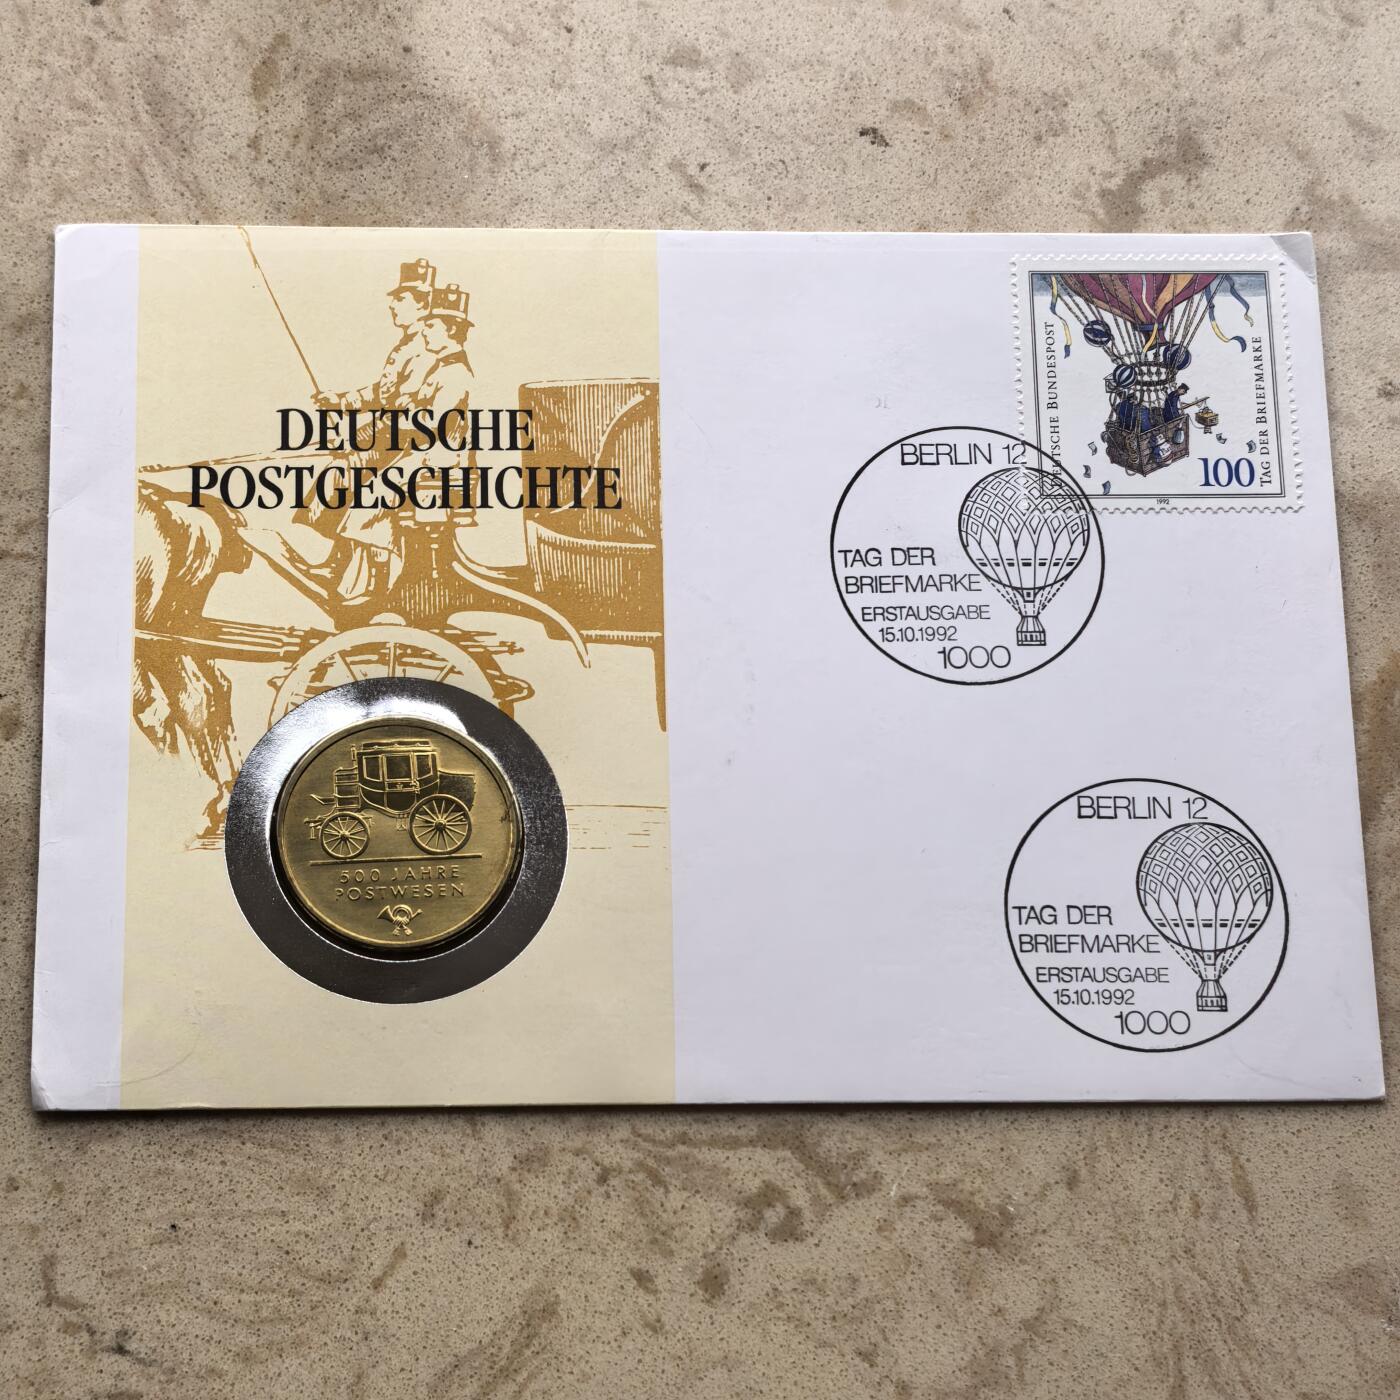 DEUTSCHE
POSTGESCHICHTE
500 JAHRE
POSTWESEN
DEUTSCHE BUNDESPOST
TAG DER BRIEFMARKE
100
1992
BERLIN 12
TAG DER
BRIEFMARKE
ERSTAUSGABE
15.10.1992
1000
BERLIN 12
TAG DER
BRIEFMARKE
ERSTAUSGABE
15.10.1992
1000